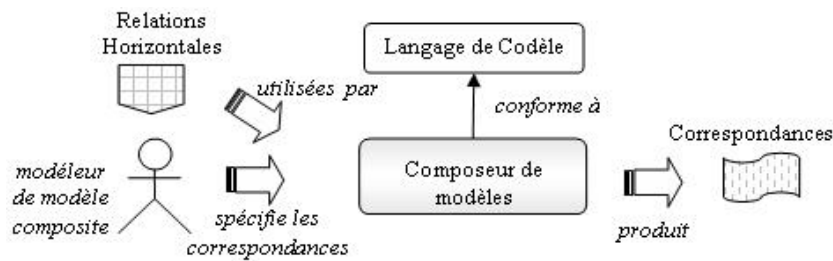 Relations
Horizontales
Langage de Codèle
utilisées par
conforme à
Correspondances
modéleur
de modèle
composite
Composeur de
modèles
spécifie les
correspondances
produit